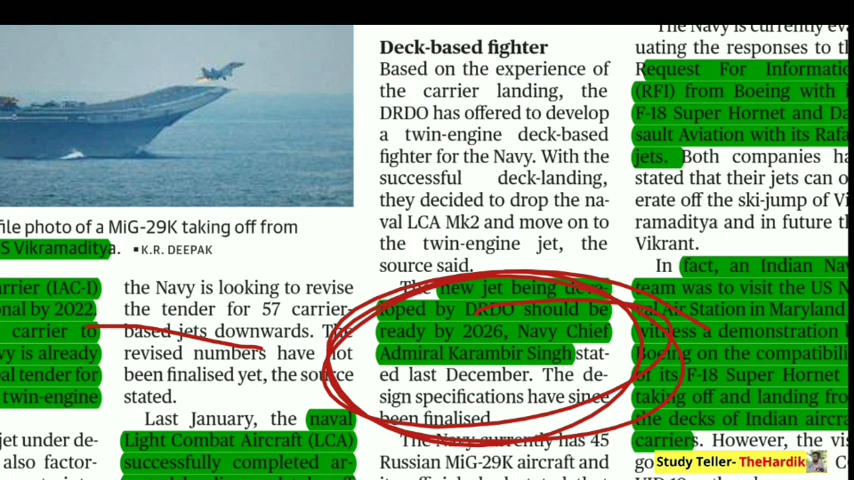 file photo of a MiG-29K taking off from
S Vikramaditya. ▪ K.R. DEEPAK
arrier (IAC-I)
onal by 2022.
carrier to
vy is already
bal tender for
twin-engine
jet under de-
also factor-
the Navy is looking to revise
the tender for 57 carrier-
based jets downwards. The
revised numbers have not
been finalised yet, the source
stated.
Last January, the naval
Light Combat Aircraft (LCA)
successfully completed ar-
Deck-based fighter
Based on the experience of
the carrier landing, the
DRDO has offered to develop
a twin-engine deck-based
fighter for the Navy. With the
successful deck-landing,
they decided to drop the na-
val LCA Mk2 and move on to
the twin-engine jet, the
source said.
The new jet being deve-
loped by DRDO should be
ready by 2026, Navy Chief
Admiral Karambir Singh stat-
ed last December. The de-
sign specifications have since
been finalised.
The Navy currently has 45
Russian MiG-29K aircraft and
The Navy is currently eva
uating the responses to th
Request For Informatio
(RFI) from Boeing with i
F-18 Super Hornet and Da
sault Aviation with its Rafa
jets. Both companies ha
stated that their jets can o
erate off the ski-jump of Vi
ramaditya and in future th
Vikrant.
In fact, an Indian Nav
team was to visit the US N
val Air Station in Maryland
witness a demonstration b
Boeing on the compatibili
of its F-18 Super Hornet
taking off and landing fro
the decks of Indian aircra
carriers. However, the vis
go
Study Teller- TheHardik